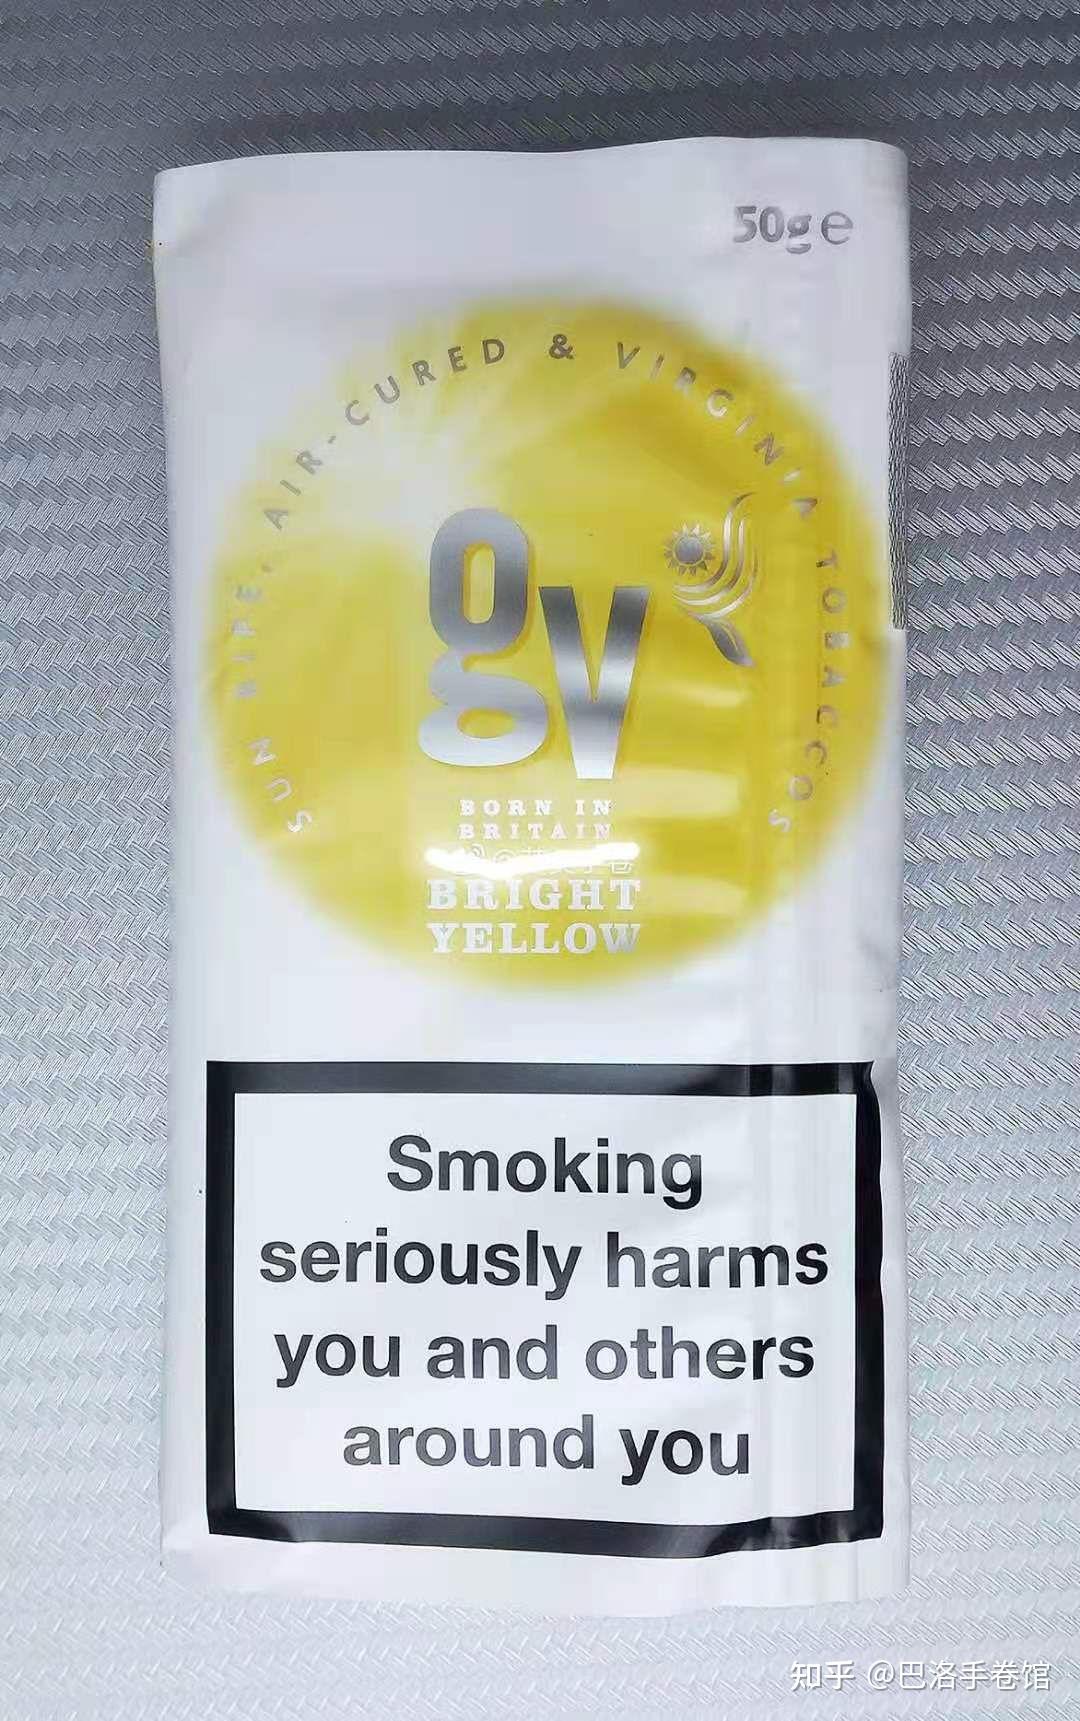 50g e
SUN RIPE, AIR-CURED & VIRGINIA TOBACCOS
gv
BORN IN
BRITAIN
BRIGHT
YELLOW
Smoking
seriously harms
you and others
around you
知乎 @巴洛手卷馆